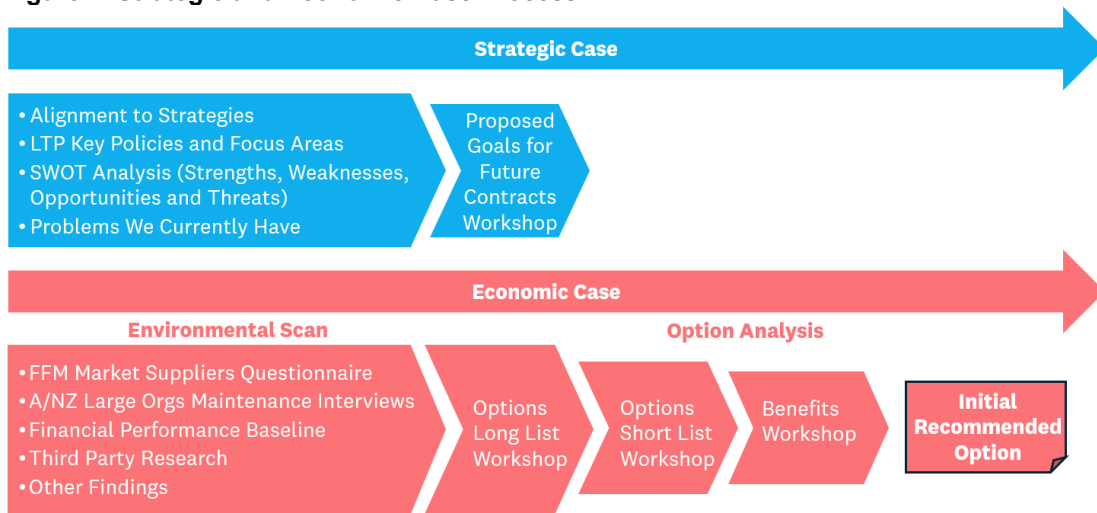 Strategic Case
• Alignment to Strategies
• LTP Key Policies and Focus Areas
• SWOT Analysis (Strengths, Weaknesses,
Opportunities and Threats)
• Problems We Currently Have
Proposed
Goals for
Future
Contracts
Workshop
Economic Case
Environmental Scan
Option Analysis
• FFM Market Suppliers Questionnaire
• A/NZ Large Orgs Maintenance Interviews
• Financial Performance Baseline
• Third Party Research
• Other Findings
Options
Long List
Workshop
Options
Short List
Workshop
Benefits
Workshop
Initial
Recommended
Option